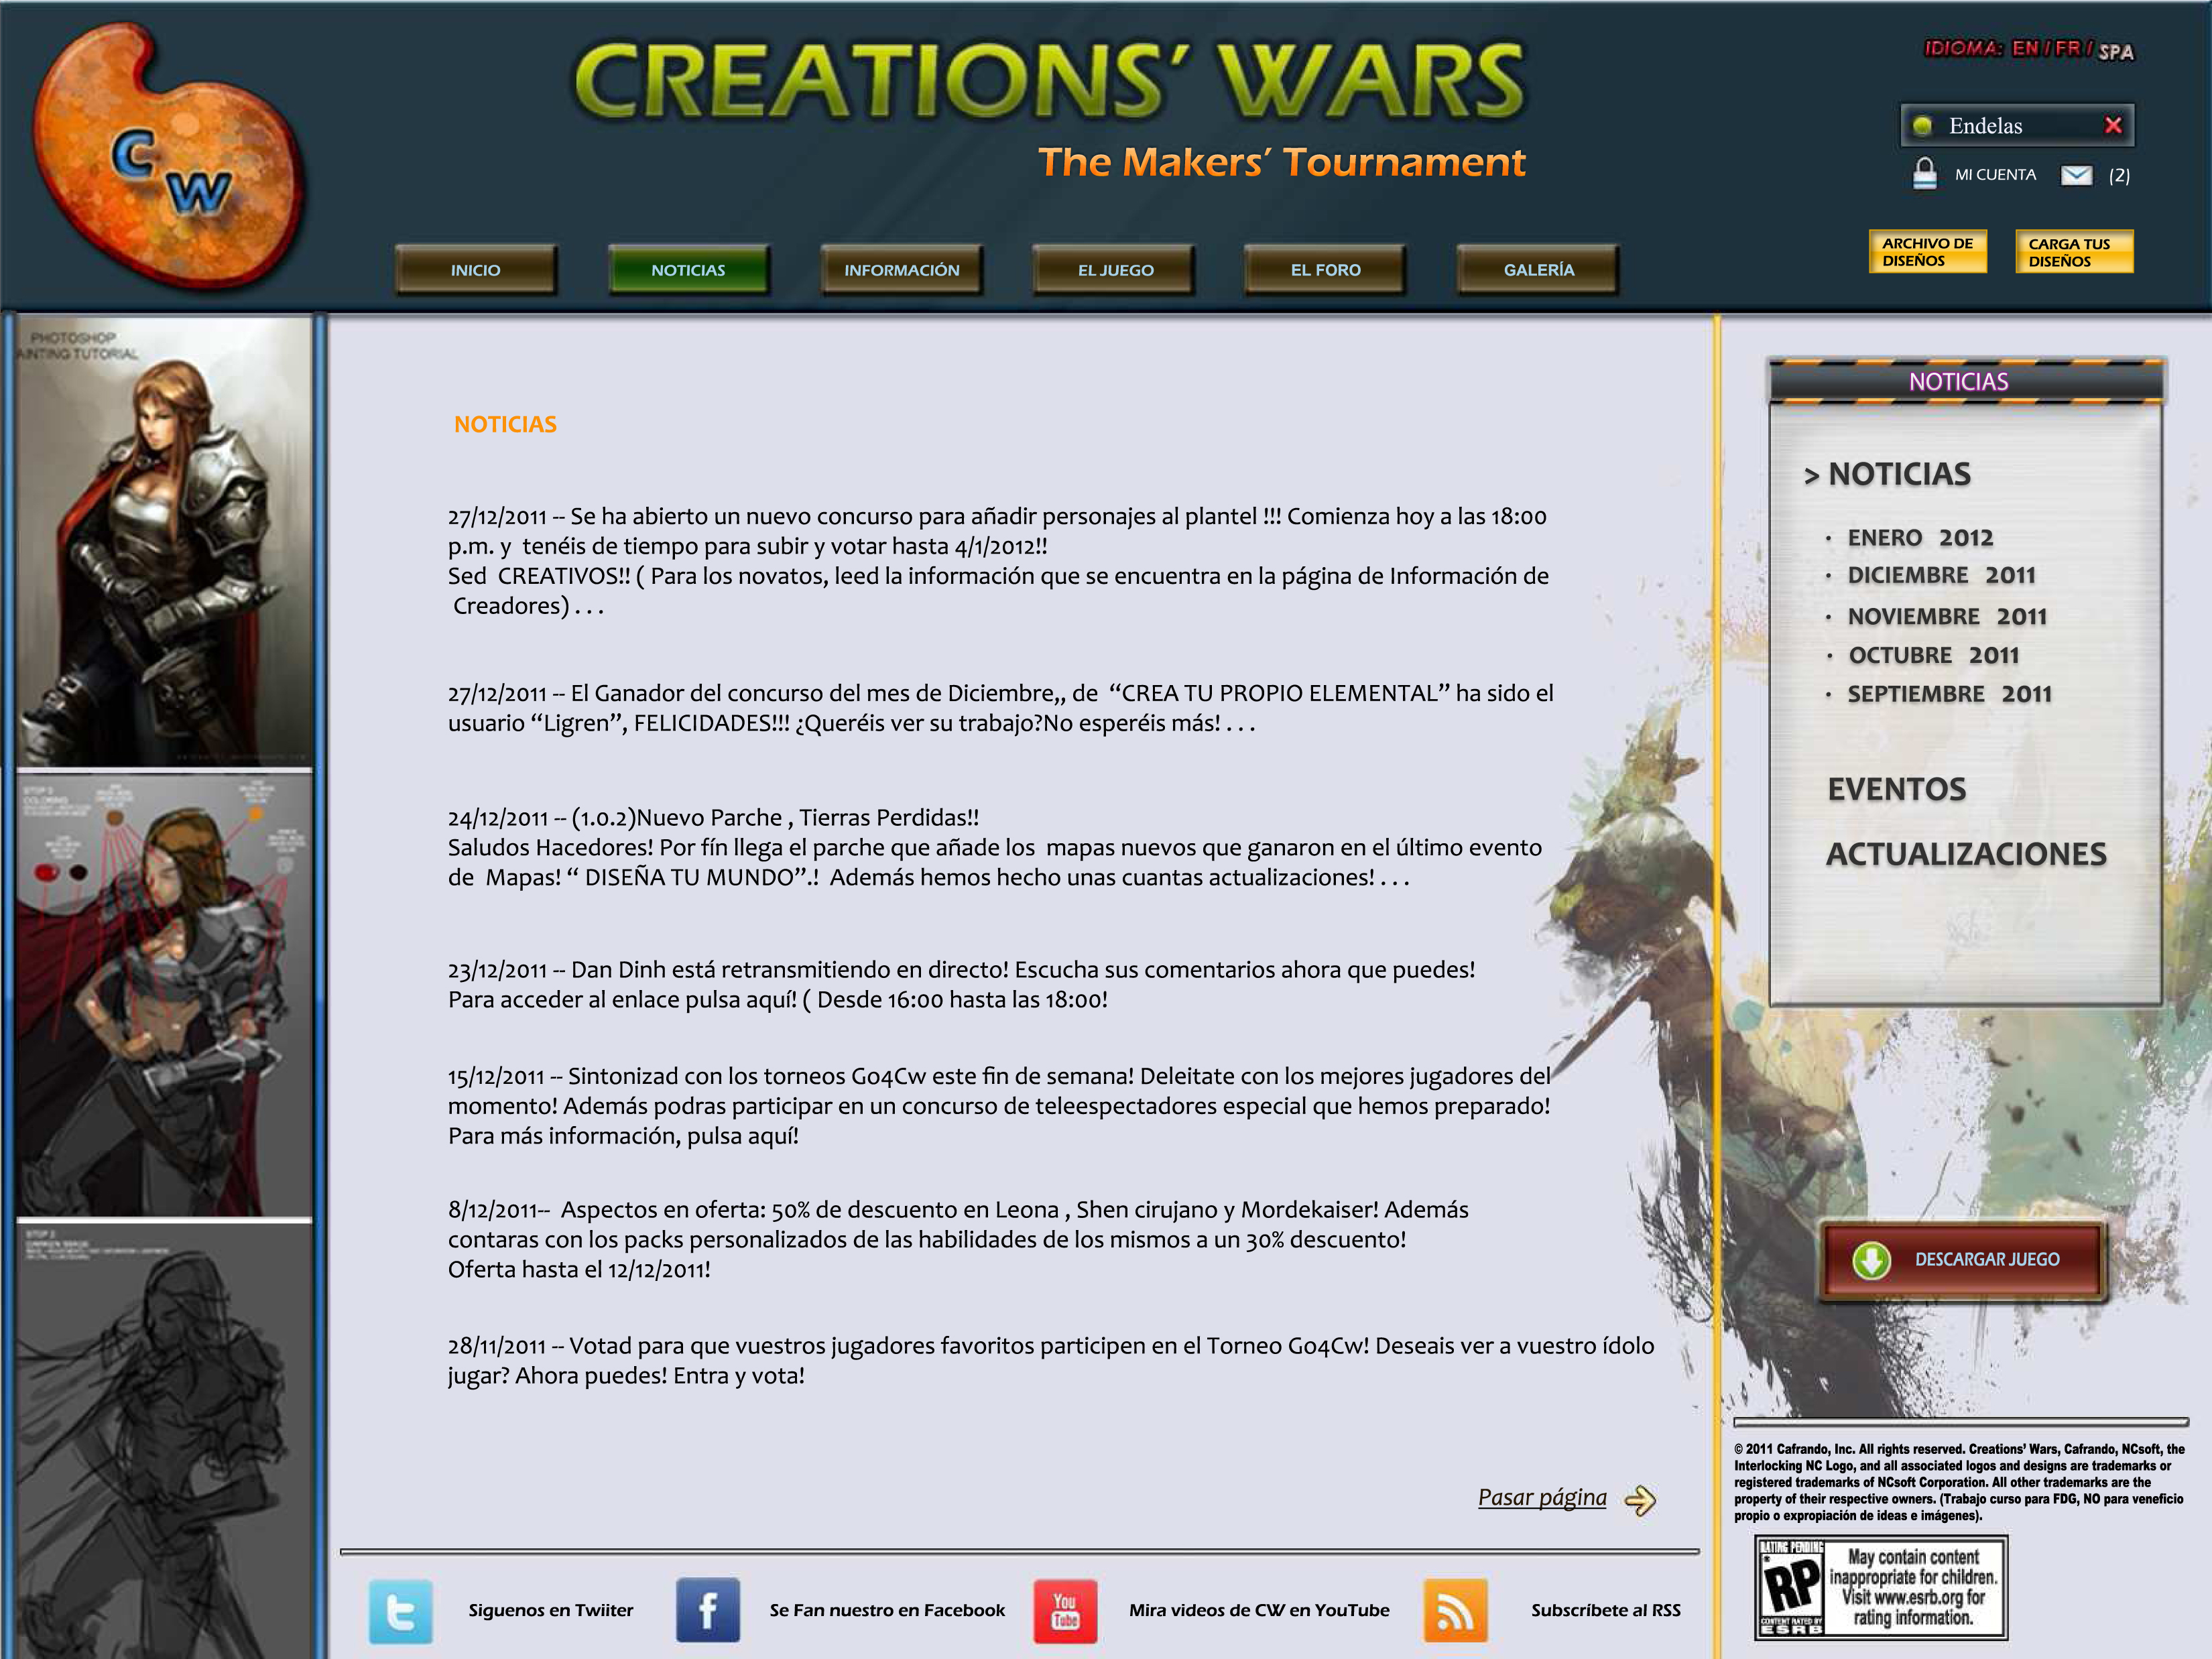 CREATIONS' WARS
The Makers' Tournament
C
W
IDIOMA: EN / FR / SPA
Endelas
MI CUENTA (2)
ARCHIVO DE
DISEÑOS
CARGA TUS
DISEÑOS
INICIO
NOTICIAS
INFORMACIÓN
EL JUEGO
EL FORO
GALERÍA
PHOTOSHOP
AINTING TUTORIAL
NOTICIAS
27/12/2011 -- Se ha abierto un nuevo concurso para añadir personajes al plantel !!! Comienza hoy a las 18:00
p.m. y tenéis de tiempo para subir y votar hasta 4/1/2012!!
Sed CREATIVOS!! ( Para los novatos, leed la información que se encuentra en la página de Información de
Creadores) . . .
27/12/2011 -- El Ganador del concurso del mes de Diciembre,, de “CREA TU PROPIO ELEMENTAL” ha sido el
usuario “Ligren”, FELICIDADES!!! ¿Queréis ver su trabajo?No esperéis más! . . .
24/12/2011 -- (1.0.2)Nuevo Parche , Tierras Perdidas!!
Saludos Hacedores! Por fín llega el parche que añade los mapas nuevos que ganaron en el último evento
de Mapas! “ DISEÑA TU MUNDO”.! Además hemos hecho unas cuantas actualizaciones! . . .
23/12/2011 -- Dan Dinh está retransmitiendo en directo! Escucha sus comentarios ahora que puedes!
Para acceder al enlace pulsa aquí! ( Desde 16:00 hasta las 18:00!
15/12/2011 -- Sintonizad con los torneos Go4Cw este fin de semana! Deleitate con los mejores jugadores del
momento! Además podras participar en un concurso de teleespectadores especial que hemos preparado!
Para más información, pulsa aquí!
8/12/2011-- Aspectos en oferta: 50% de descuento en Leona , Shen cirujano y Mordekaiser! Además
contaras con los packs personalizados de las habilidades de los mismos a un 30% descuento!
Oferta hasta el 12/12/2011!
28/11/2011 -- Votad para que vuestros jugadores favoritos participen en el Torneo Go4Cw! Deseais ver a vuestro ídolo
jugar? Ahora puedes! Entra y vota!
Pasar página
NOTICIAS
> NOTICIAS
· ENERO 2012
· DICIEMBRE 2011
· NOVIEMBRE 2011
· OCTUBRE 2011
· SEPTIEMBRE 2011
EVENTOS
ACTUALIZACIONES
DESCARGAR JUEGO
© 2011 Cafrando, Inc. All rights reserved. Creations' Wars, Cafrando, NCsoft, the
Interlocking NC Logo, and all associated logos and designs are trademarks or
registered trademarks of NCsoft Corporation. All other trademarks are the
property of their respective owners. (Trabajo curso para FDG, NO para veneficio
propio o expropiación de ideas e imágenes).
RATING PENDING
RP
CONTENT RATED BY
ESRB
May contain content
inappropriate for children.
Visit www.esrb.org for
rating information.
Siguenos en Twiiter
Se Fan nuestro en Facebook
You
Tube
Mira videos de CW en YouTube
Subscríbete al RSS